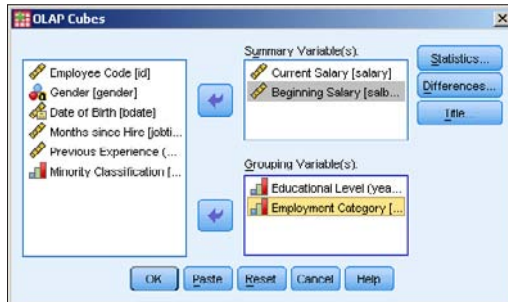 OLAP Cubes
Employee Code [id]
Gender [gender]
Date of Birth [bdate]
Months since Hire [jobti...
Previous Experience (...
Minority Classification [...
Summary Variable(s):
Current Salary [salary]
Beginning Salary [salb...
Grouping Variable(s):
Educational Level (yea...
Employment Category [...
Statistics...
Differences...
Title...
OK
Paste
Reset
Cancel
Help